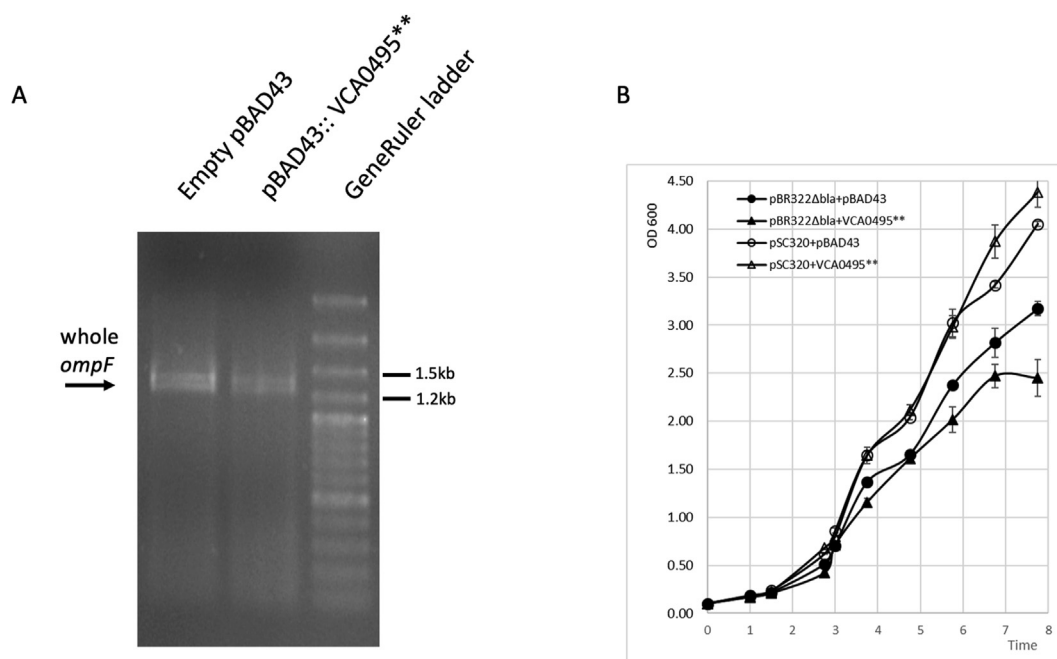 A
Empty pBAD43
pBAD43:: VCA0495**
GeneRuler ladder
whole
ompF
1.5kb
1.2kb
B
OD 600
4.50
4.00
3.50
3.00
2.50
2.00
1.50
1.00
0.50
0.00
pBR322Δbla+pBAD43
pBR322Δbla+VCA0495**
pSC320+pBAD43
pSC320+VCA0495**
0 1 2 3 4 5 6 7 8
Time